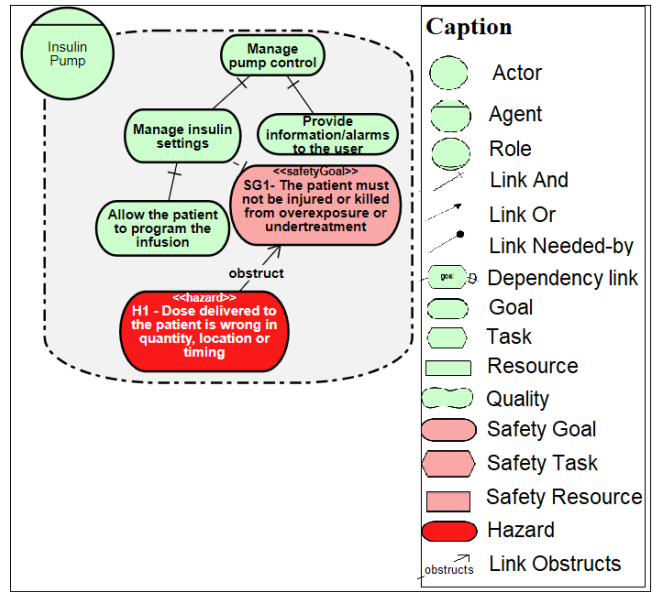 Insulin
Pump
Manage
pump control
Manage insulin
settings
Provide
information/alarms
to the user
<<safetyGoal>>
SG1- The patient must
not be injured or killed
from overexposure or
undertreatment
Allow the patient
to program the
infusion
obstruct
<<hazard>>
H1 - Dose delivered to
the patient is wrong in
quantity, location or
timing
Caption
Actor
Agent
Role
Link And
Link Or
Link Needed-by
goal
Dependency link
Goal
Task
Resource
Quality
Safety Goal
Safety Task
Safety Resource
Hazard
obstructs
Link Obstructs